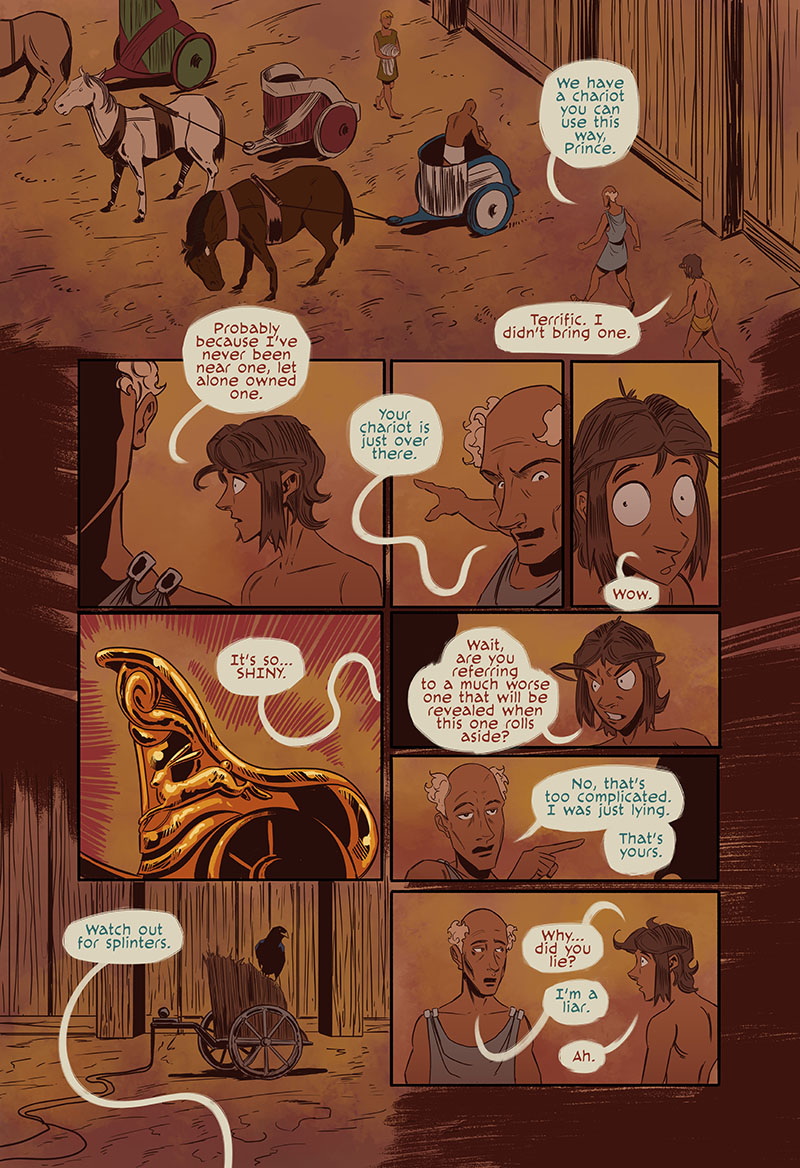 We have
a chariot
you can
use this
way,
Prince.
Terrific. I
didn't bring one.
Probably
because I've
never been
near one, let
alone owned
one.
Your
chariot is
just over
there.
Wow.
It's so...
SHINY.
Wait,
are you
referring
to a much worse
one that will be
revealed when
this one rolls
aside?
No, that's
too complicated.
I was just lying.
That's
yours.
Watch out
for splinters.
Why...
did you
lie?
I'm a
liar.
Ah.